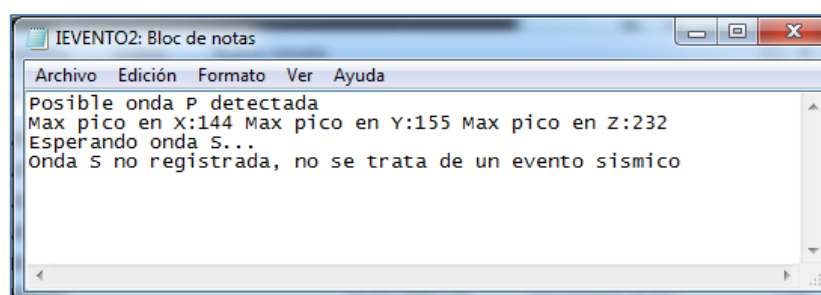 IEVENTO2: Bloc de notas
Archivo Edición Formato Ver Ayuda
Posible onda P detectada
Max pico en X:144 Max pico en Y:155 Max pico en Z:232
Esperando onda S...
Onda S no registrada, no se trata de un evento sismico